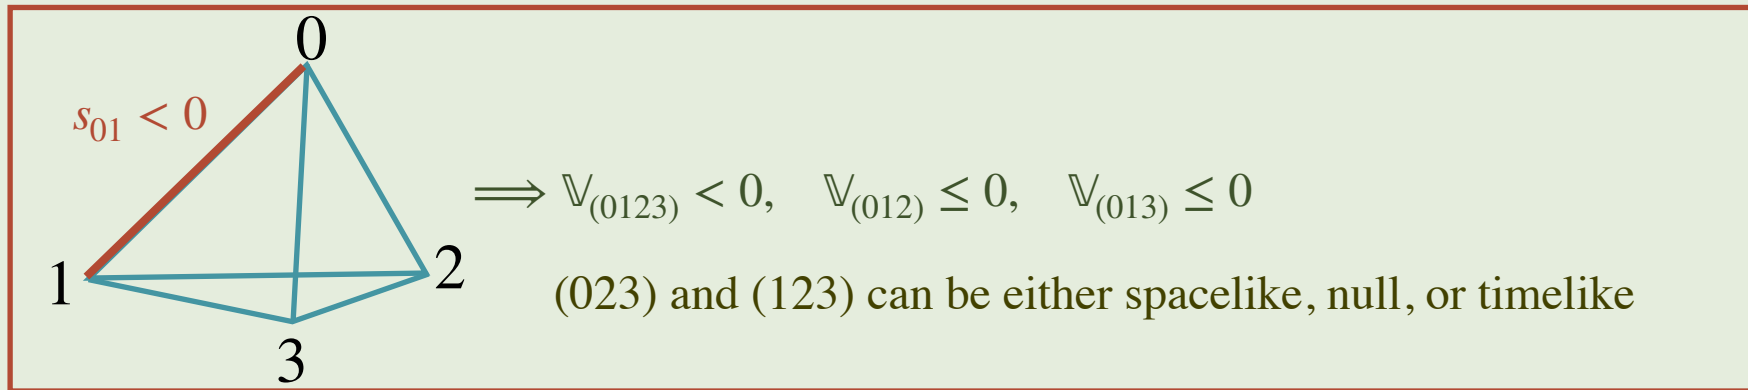 0
s₀₁ < 0
⟹ 𝕍₍₀₁₂₃₎ < 0, 𝕍₍₀₁₂₎ ≤ 0, 𝕍₍₀₁₃₎ ≤ 0
1
2
(023) and (123) can be either spacelike, null, or timelike
3